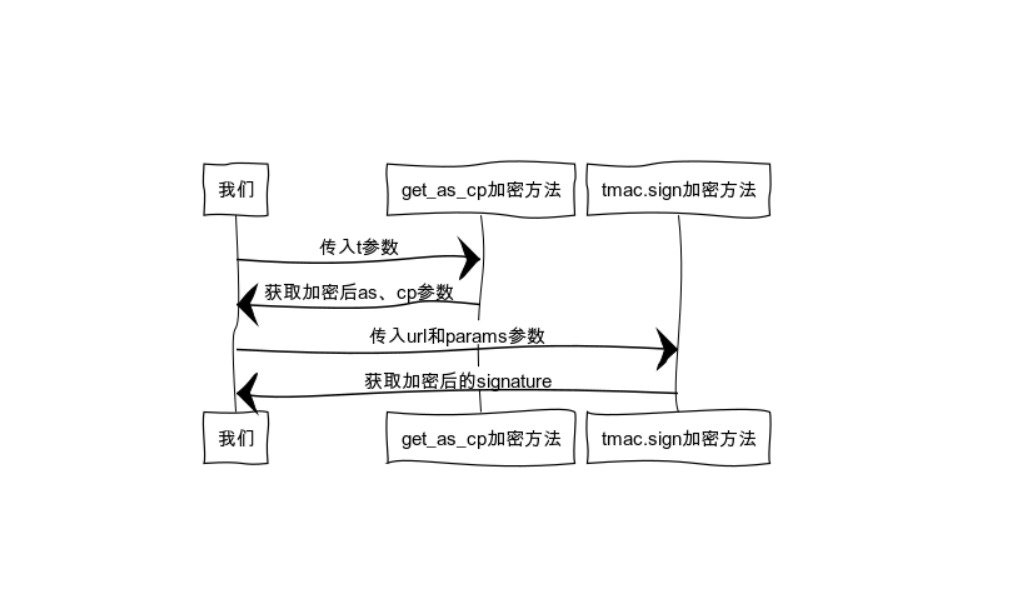 我们
get_as_cp加密方法
tmac.sign加密方法
传入t参数
获取加密后as、cp参数
传入url和params参数
获取加密后的signature
我们
get_as_cp加密方法
tmac.sign加密方法